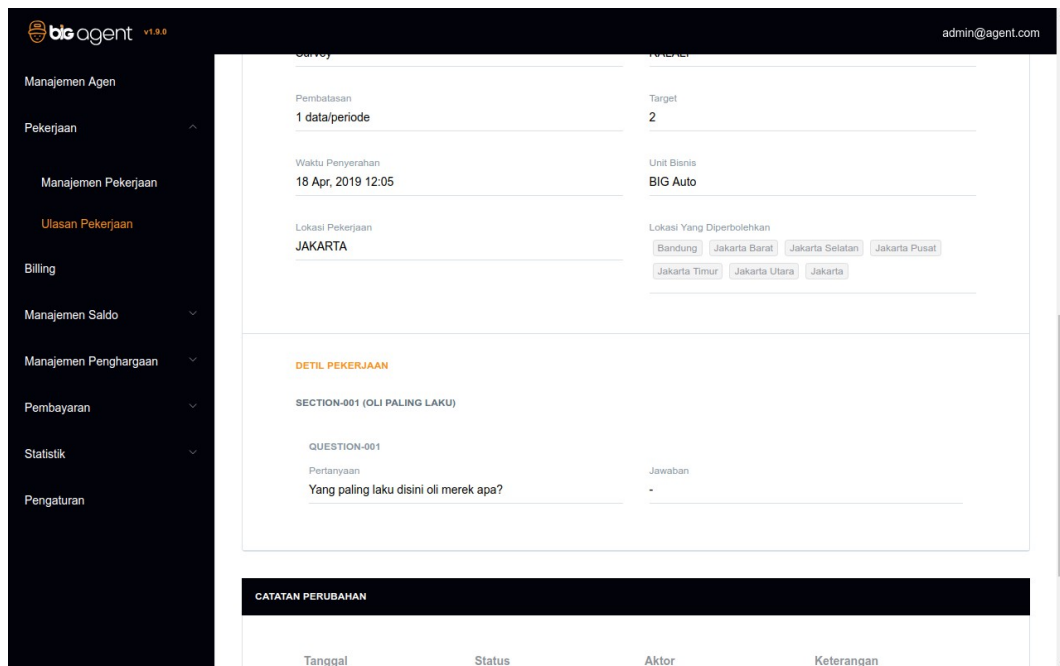 big agent v1.9.0
admin@agent.com
Manajemen Agen
Pekerjaan
Manajemen Pekerjaan
Ulasan Pekerjaan
Billing
Manajemen Saldo
Manajemen Penghargaan
Pembayaran
Statistik
Pengaturan
Pembatasan
1 data/periode
Target
2
Waktu Penyerahan
18 Apr, 2019 12:05
Unit Bisnis
BIG Auto
Lokasi Pekerjaan
JAKARTA
Lokasi Yang Diperbolehkan
Bandung Jakarta Barat Jakarta Selatan Jakarta Pusat
Jakarta Timur Jakarta Utara Jakarta
DETIL PEKERJAAN
SECTION-001 (OLI PALING LAKU)
QUESTION-001
Pertanyaan
Yang paling laku disini oli merek apa?
Jawaban
-
CATATAN PERUBAHAN
Tanggal Status Aktor Keterangan